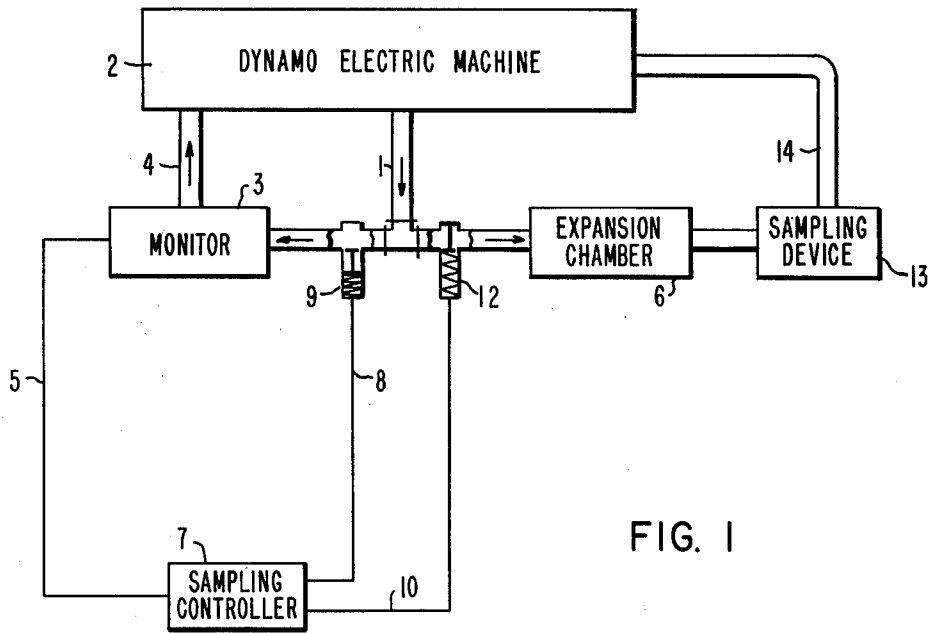 DYNAMO ELECTRIC MACHINE
2
4
1
14
3
MONITOR
EXPANSION
CHAMBER
SAMPLING
DEVICE
9
12
6
13
5
8
FIG. 1
7
SAMPLING
CONTROLLER
10